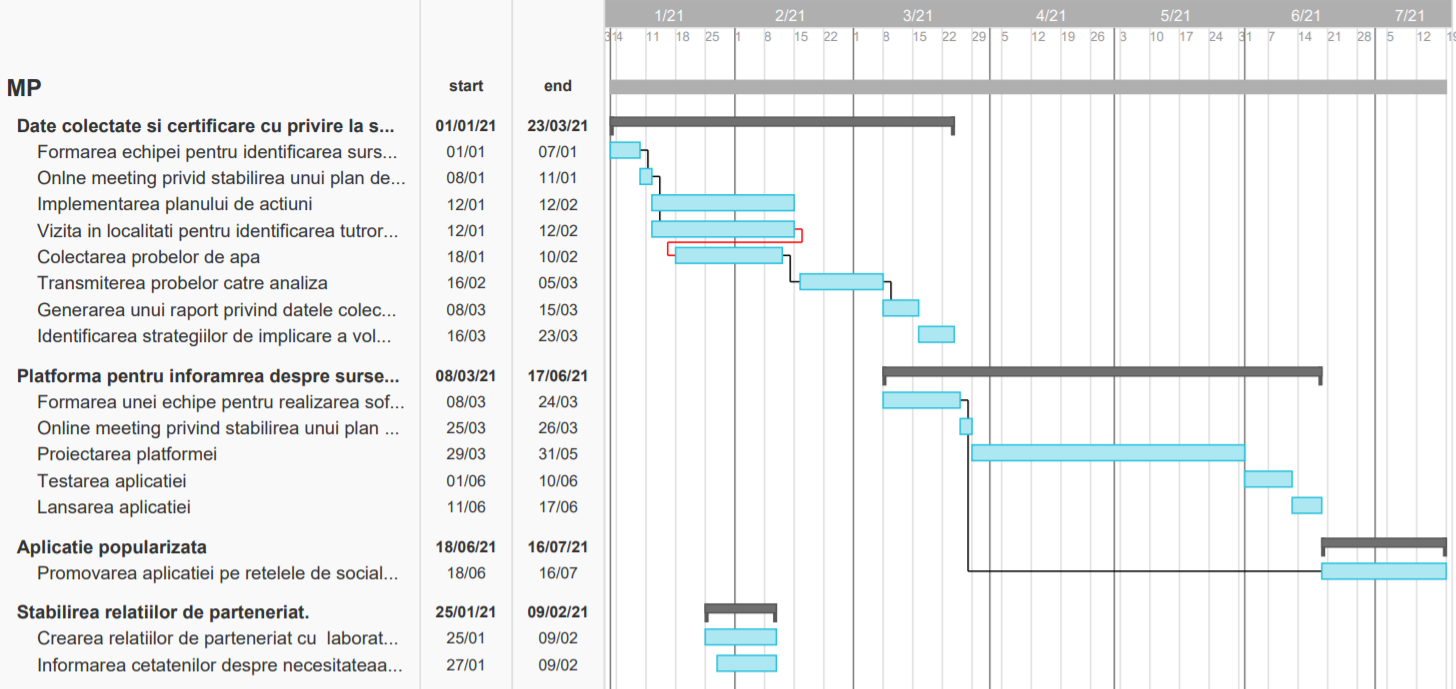 1/21 2/21 3/21 4/21 5/21 6/21 7/21
31 4 11 18 25 1 8 15 22 1 8 15 22 29 5 12 19 26 3 10 17 24 31 7 14 21 28 5 12 19
MP start end
Date colectate si certificare cu privire la s... 01/01/21 23/03/21
Formarea echipei pentru identificarea surs... 01/01 07/01
Onlne meeting privid stabilirea unui plan de... 08/01 11/01
Implementarea planului de actiuni 12/01 12/02
Vizita in localitati pentru identificarea tutror... 12/01 12/02
Colectarea probelor de apa 18/01 10/02
Transmiterea probelor catre analiza 16/02 05/03
Generarea unui raport privind datele colec... 08/03 15/03
Identificarea strategiilor de implicare a vol... 16/03 23/03
Platforma pentru inforamrea despre surse... 08/03/21 17/06/21
Formarea unei echipe pentru realizarea sof... 08/03 24/03
Online meeting privind stabilirea unui plan ... 25/03 26/03
Proiectarea platformei 29/03 31/05
Testarea aplicatiei 01/06 10/06
Lansarea aplicatiei 11/06 17/06
Aplicatie popularizata 18/06/21 16/07/21
Promovarea aplicatiei pe retelele de social... 18/06 16/07
Stabilirea relatiilor de parteneriat. 25/01/21 09/02/21
Crearea relatiilor de parteneriat cu laborat... 25/01 09/02
Informarea cetatenilor despre necesitateaa... 27/01 09/02